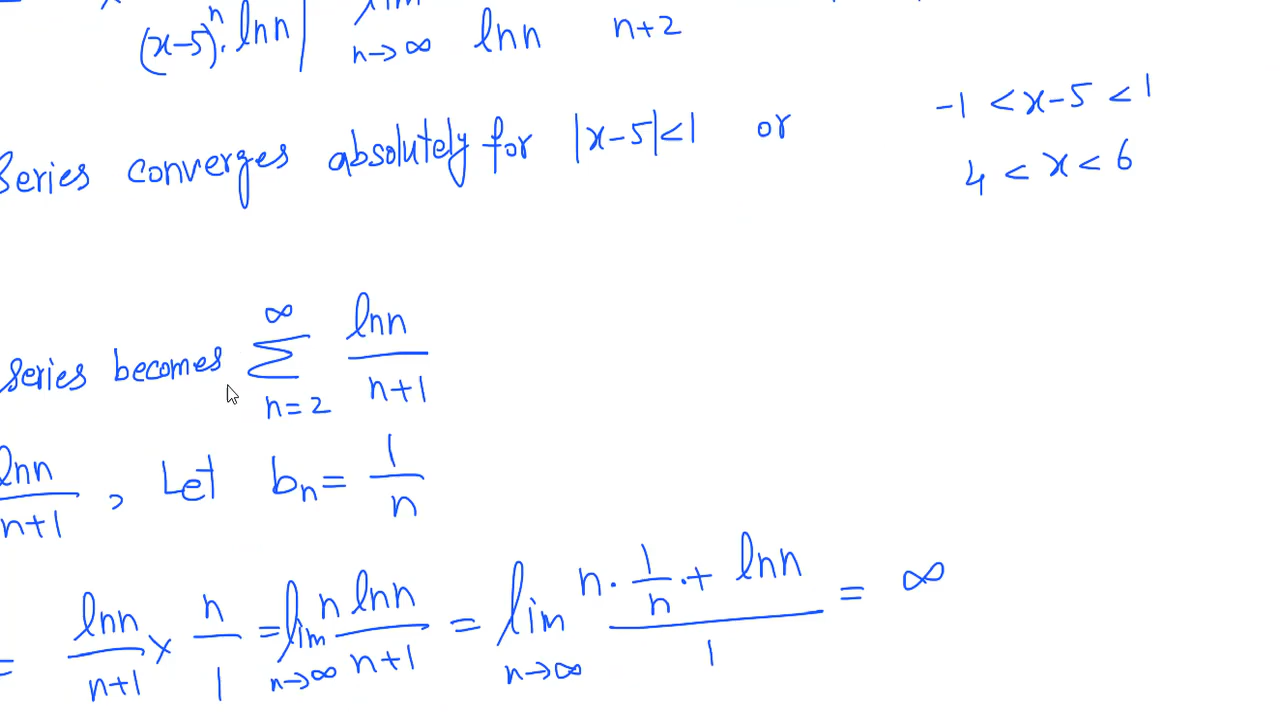 (x-5)^n. ln n | lim n→∞ ln n n+2
-1 < x-5 < 1
Series converges absolutely for |x-5|<1 or
4 < x < 6
series becomes ∑_{n=2}^{∞} ln n / n+1
ln n / n+1 , Let b_n = 1/n
= ln n / n+1 × n/1 = lim n→∞ n ln n / n+1 = lim n→∞ n · 1/n · + ln n / 1 = ∞